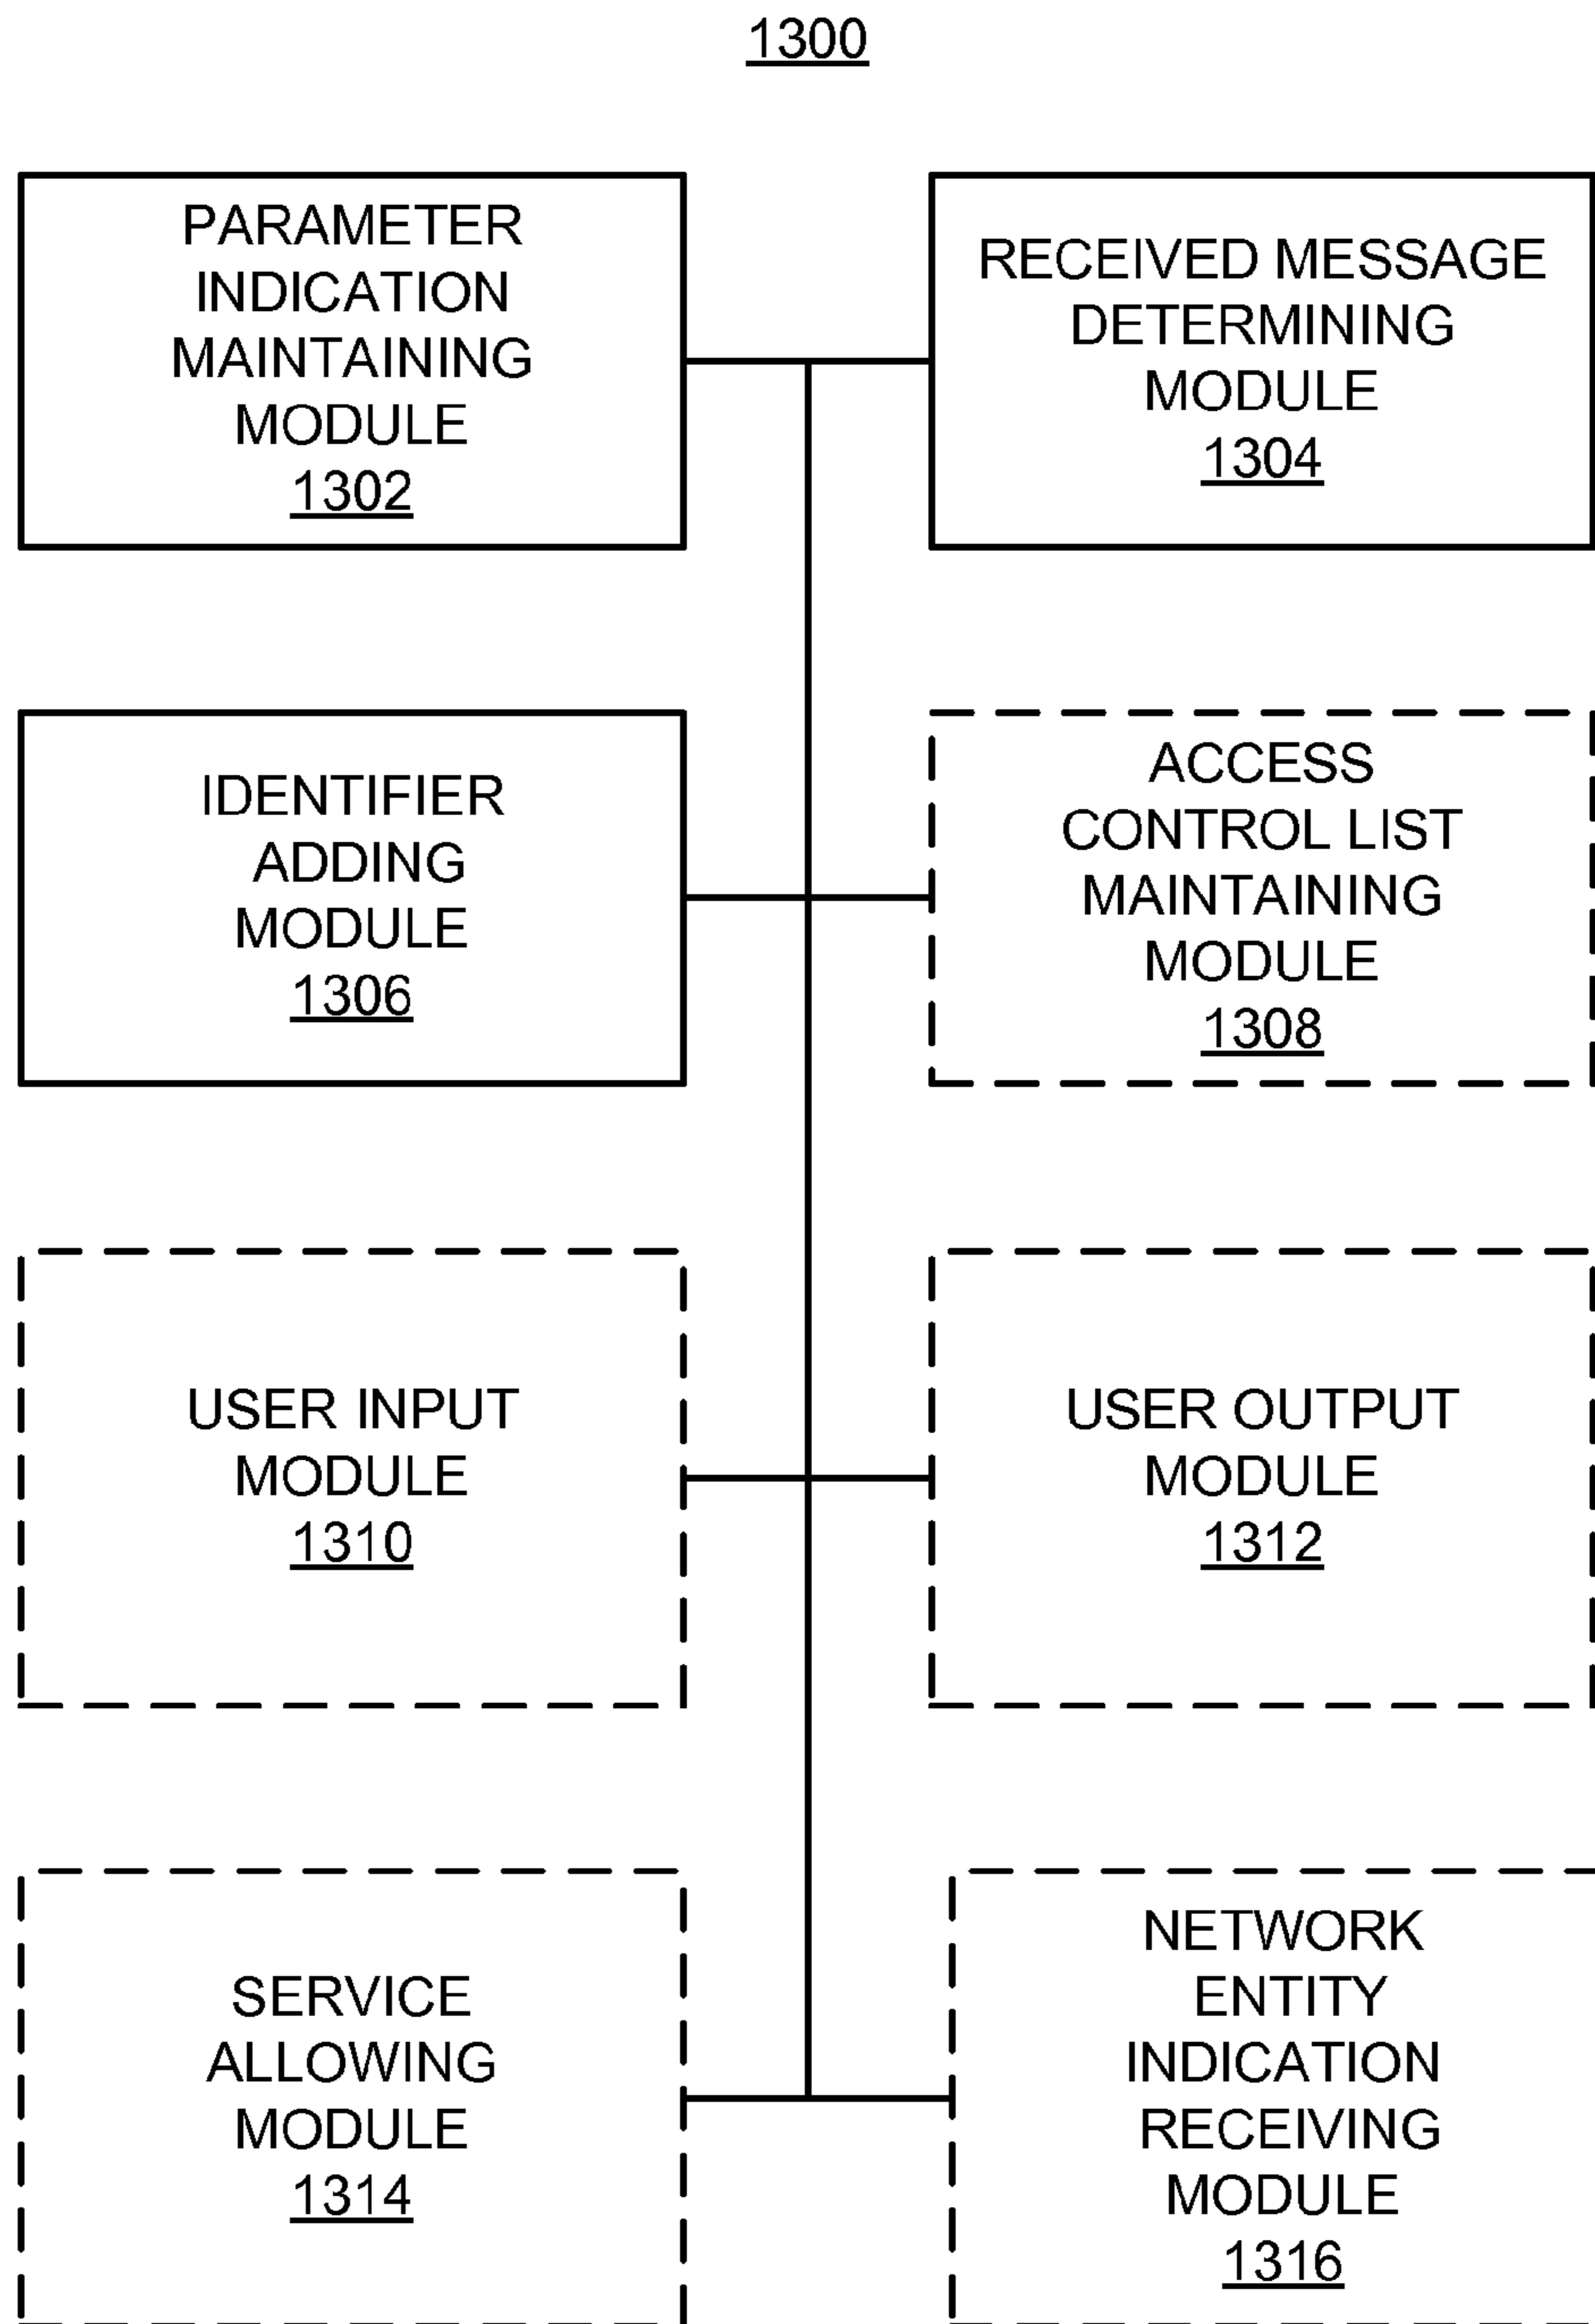 1300
PARAMETER
INDICATION
MAINTAINING
MODULE
1302
RECEIVED MESSAGE
DETERMINING
MODULE
1304
IDENTIFIER
ADDING
MODULE
1306
ACCESS
CONTROL LIST
MAINTAINING
MODULE
1308
USER INPUT
MODULE
1310
USER OUTPUT
MODULE
1312
SERVICE
ALLOWING
MODULE
1314
NETWORK
ENTITY
INDICATION
RECEIVING
MODULE
1316